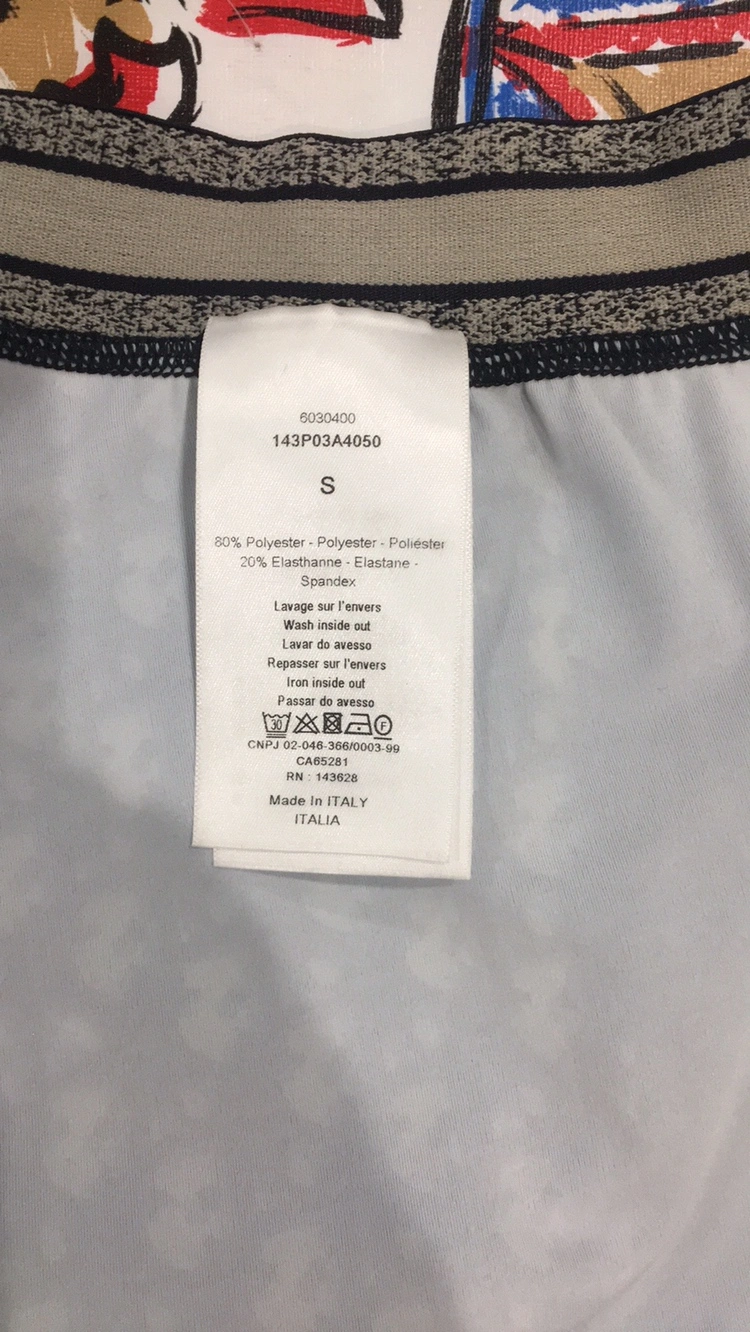 6030400
143P03A4050
S
80% Polyester - Polyester - Poliéster
20% Elasthanne - Elastane -
Spandex
Lavage sur l'envers
Wash inside out
Lavar do avesso
Repasser sur l'envers
Iron inside out
Passar do avesso
30 F
CNPJ 02-046-366/0003-99
CA65281
RN : 143628
Made In ITALY
ITALIA